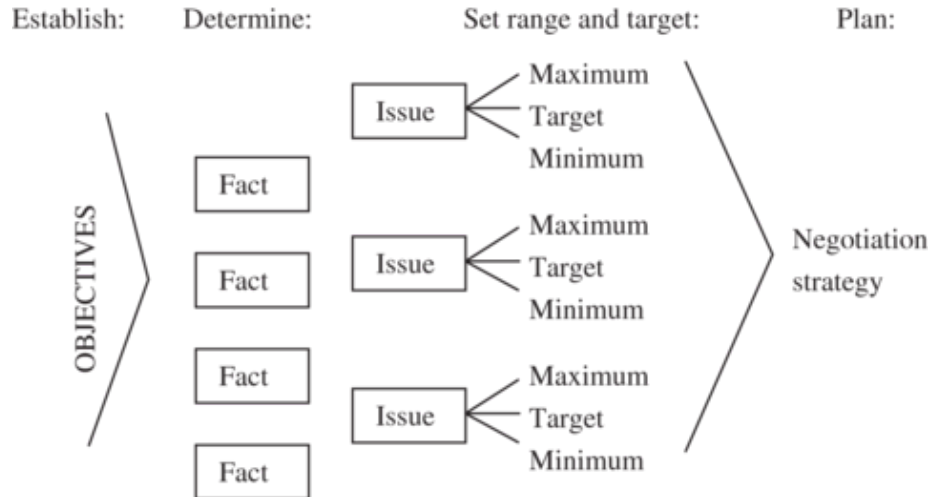 Establish: Determine: Set range and target: Plan:
Maximum
Issue Target
Minimum
Fact
Maximum
Fact Issue Target
Minimum
Fact
Maximum
Issue Target
Minimum
Fact
OBJECTIVES
Negotiation
strategy